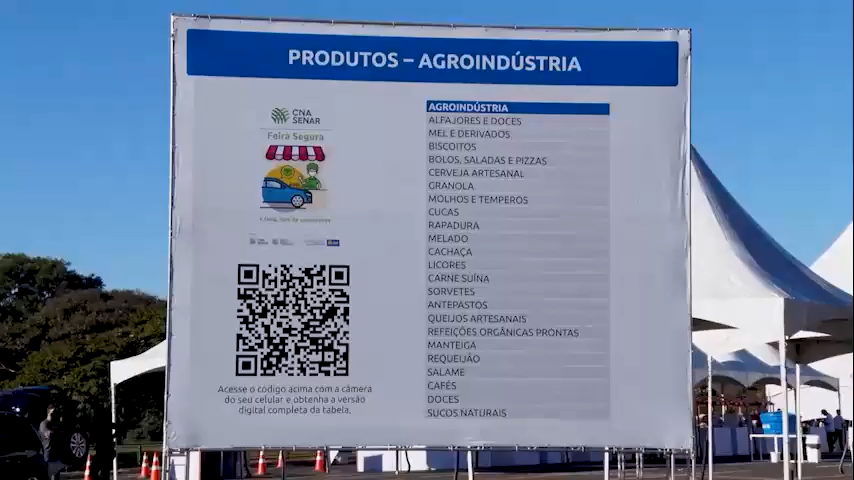 PRODUTOS – AGROINDÚSTRIA
CNA
SENAR
Feira Segura
Acesse o código acima com a câmera
do seu celular e obtenha a versão
digital completa da tabela.
AGROINDÚSTRIA
ALFAJORES E DOCES
MEL E DERIVADOS
BISCOITOS
BOLOS, SALADAS E PIZZAS
CERVEJA ARTESANAL
GRANOLA
MOLHOS E TEMPEROS
CUCAS
RAPADURA
MELADO
CACHAÇA
LICORES
CARNE SUÍNA
SORVETES
ANTEPASTOS
QUEIJOS ARTESANAIS
REFEIÇÕES ORGÂNICAS PRONTAS
MANTEIGA
REQUEIJÃO
SALAME
CAFÉS
DOCES
SUCOS NATURAIS